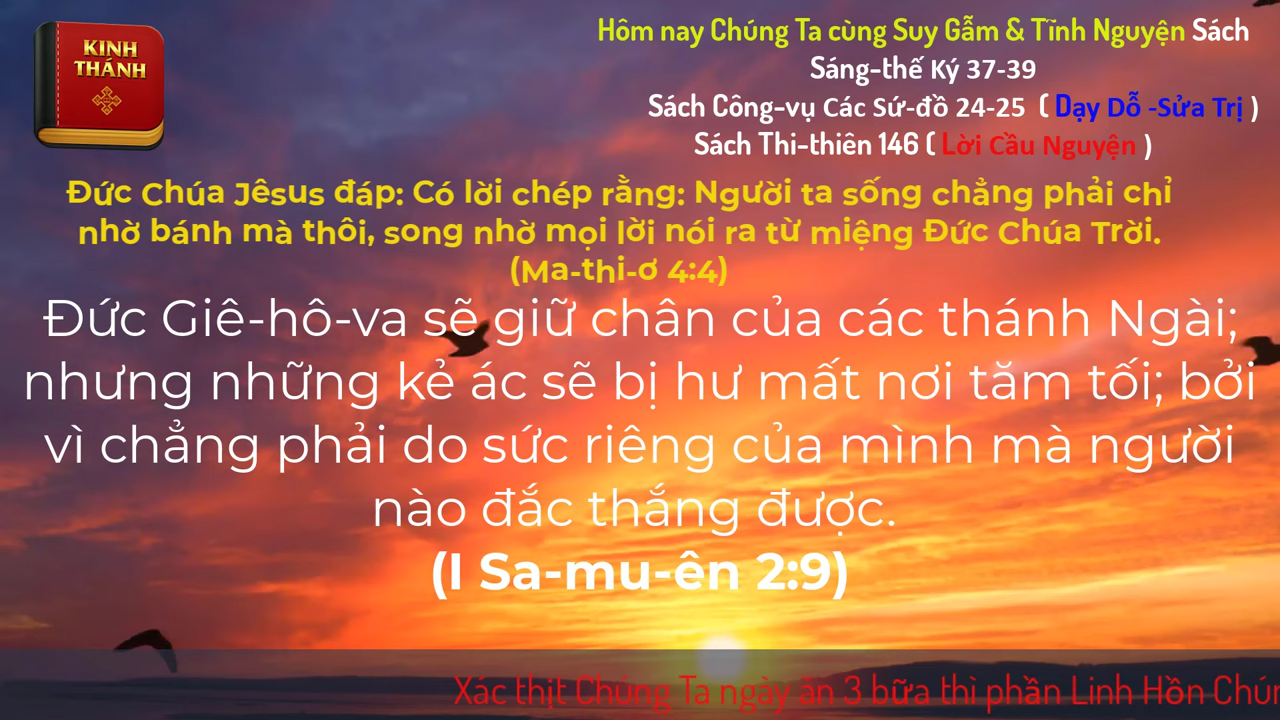 KINH
THÁNH
Hôm nay Chúng Ta cùng Suy Gẫm & Tĩnh Nguyện Sách
Sáng-thế Ký 37-39
Sách Công-vụ Các Sứ-đồ 24-25 ( Dạy Dỗ -Sửa Trị )
Sách Thi-thiên 146 ( Lời Cầu Nguyện )
Đức Chúa Jêsus đáp: Có lời chép rằng: Người ta sống chẳng phải chỉ
nhờ bánh mà thôi, song nhờ mọi lời nói ra từ miệng Đức Chúa Trời.
(Ma-thi-ơ 4:4)
Đức Giê-hô-va sẽ giữ chân của các thánh Ngài;
nhưng những kẻ ác sẽ bị hư mất nơi tăm tối; bởi
vì chẳng phải do sức riêng của mình mà người
nào đắc thắng được.
(I Sa-mu-ên 2:9)
Xác thịt Chúng Ta ngày ăn 3 bữa thì phần Linh Hồn